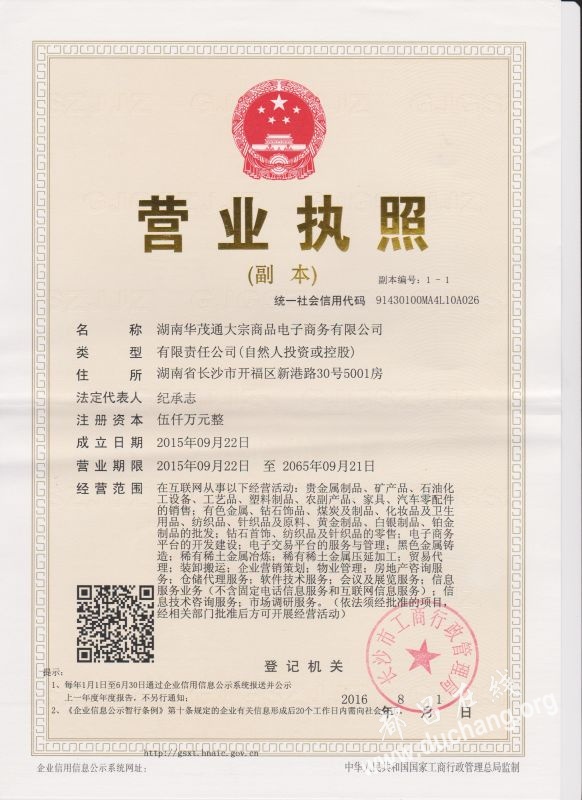 营业执照
(副 本)
副本编号：1 - 1
统一社会信用代码 91430100MA4L10A026
名称 湖南华茂通大宗商品电子商务有限公司
类型 有限责任公司(自然人投资或控股)
住所 湖南省长沙市开福区新港路30号5001房
法定代表人 纪承志
注册资本 伍仟万元整
成立日期 2015年09月22日
营业期限 2015年09月22日 至 2065年09月21日
经营范围 在互联网从事以下经营活动：贵金属制品、矿产品、石油化
工设备、工艺品、塑料制品、农副产品、家具、汽车零配件
的销售；有色金属、钻石饰品、煤炭及制品、化妆品及卫生
用品、纺织品、针织品及原料、黄金制品、白银制品、铂金
制品的批发；钻石首饰、纺织品及针织品的零售；电子商务
平台的开发建设；电子交易平台的服务与管理；黑色金属铸
造；稀有稀土金属冶炼；稀有稀土金属压延加工；贸易代
理；装卸搬运；企业营销策划；物业管理；房地产咨询服
务；仓储代理服务；软件技术服务；会议及展览服务；信息
服务业务（不含固定电话信息服务和互联网信息服务）；信
息技术咨询服务；市场调研服务。（依法须经批准的项目，
经相关部门批准后方可开展经营活动）
长沙市工商行政管理局
登记机关
提示：
1、每年1月1日至6月30日通过企业信用信息公示系统报送并公示
上一年度年度报告，不另行通知；
2、《企业信息公示暂行条例》第十条规定的企业有关信息形成后20个工作日内需向社会
2016 年 8 月 1 日
都昌在线
www.duchang.org
http://gsxt.hnaic.gov.cn
企业信用信息公示系统网址：
中华人民共和国国家工商行政管理总局监制